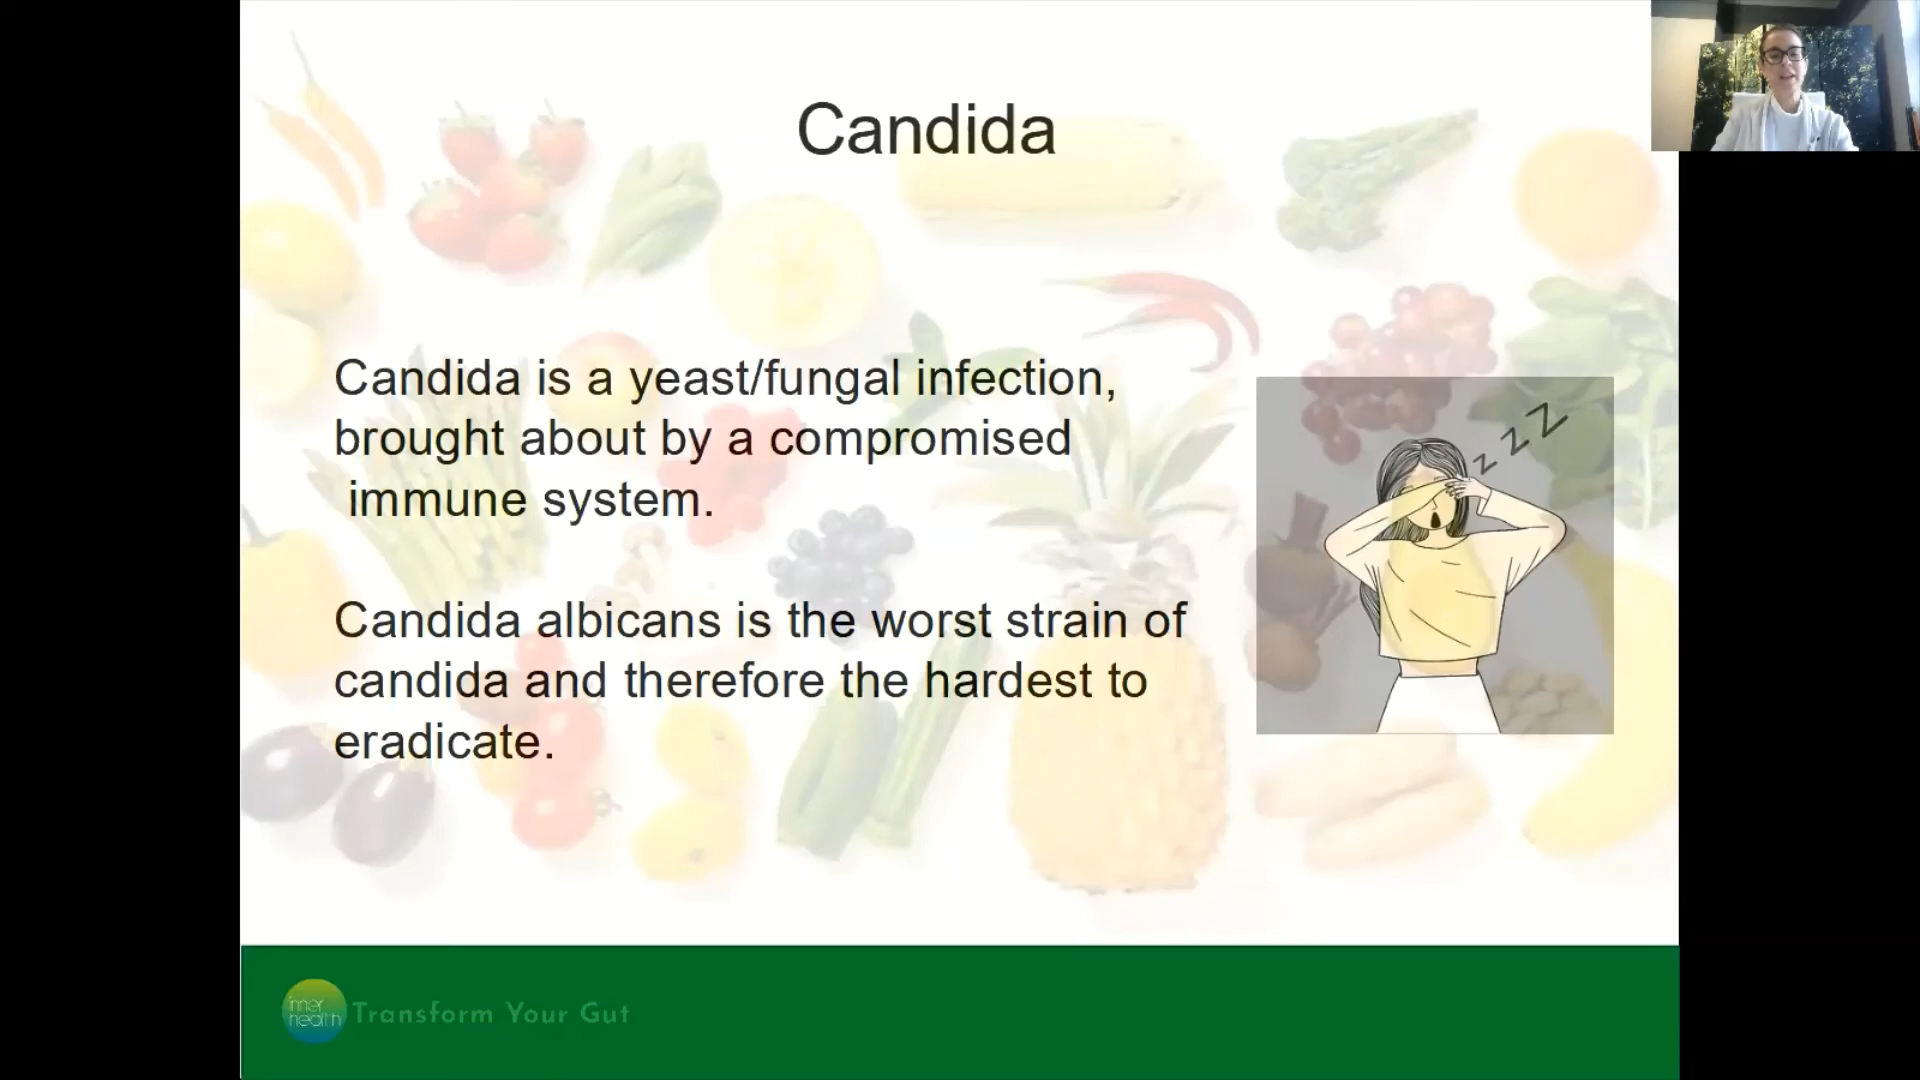 Candida
Candida is a yeast/fungal infection,
brought about by a compromised
immune system.
z z Z
Candida albicans is the worst strain of
candida and therefore the hardest to
eradicate.
inner
health
Transform Your Gut